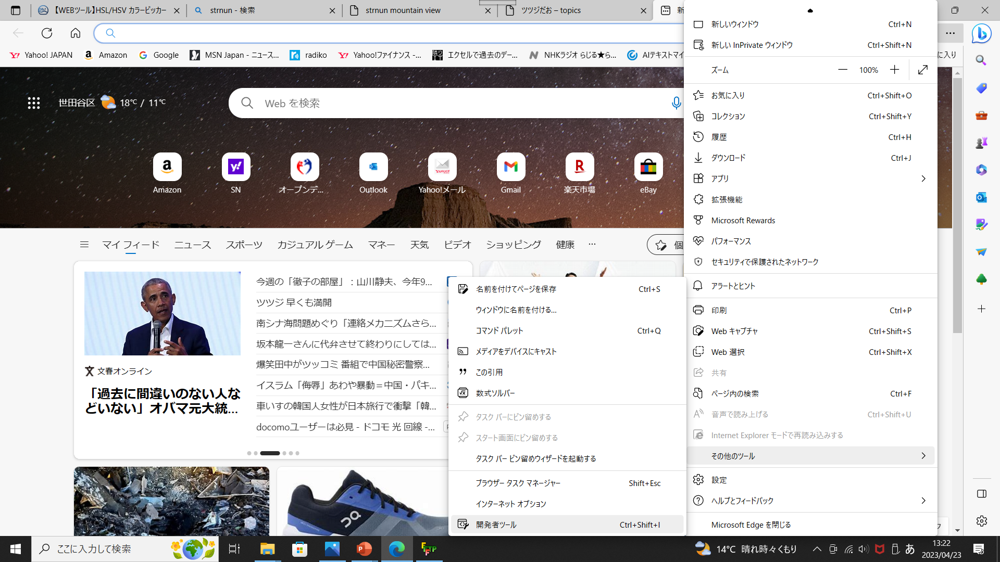 【WEBツール】HSL/HSV カラーピッカー
strnun - 検索
strnun mountain view
ツツジだお – topics
新
Yahoo! JAPAN
Amazon
Google
MSN Japan - ニュース...
radiko
Yahoo!ファイナンス -...
エクセルで過去のデー...
NHKラジオ らじる★ら...
AIテキストマイ
に入り
世田谷区
18℃ / 11℃
Web を検索
Amazon
SN
オープンデ...
Outlook
Yahoo!メール
Gmail
楽天市場
eBay
マイ フィード
ニュース
スポーツ
カジュアル ゲーム
マネー
天気
ビデオ
ショッピング
健康
...
個
文春オンライン
「過去に間違いのない人な
どいない」オバマ元大統...
今週の「徹子の部屋」：山川静夫、今年9...
ツツジ 早くも満開
南シナ海問題めぐり「連絡メカニズムさら...
坂本龍一さんに代弁させて終わりにしては...
爆笑田中がツッコミ 番組で中国秘密警察...
イスラム「侮辱」あわや暴動＝中国・パキ...
車いすの韓国人女性が日本旅行で衝撃「韓...
docomoユーザーは必見 - ドコモ 光 回線 -...
名前を付けてページを保存 Ctrl+S
ウィンドウに名前を付ける...
コマンド パレット Ctrl+Q
メディアをデバイスにキャスト
この引用
数式ソルバー
タスク バーにピン留めする
スタート画面にピン留めする
タスク バー ピン留めウィザードを起動する
ブラウザー タスク マネージャー Shift+Esc
インターネット オプション
開発者ツール Ctrl+Shift+I
新しいウィンドウ Ctrl+N
新しい InPrivate ウィンドウ Ctrl+Shift+N
ズーム 100%
お気に入り Ctrl+Shift+O
コレクション Ctrl+Shift+Y
履歴 Ctrl+H
ダウンロード Ctrl+J
アプリ
拡張機能
Microsoft Rewards
パフォーマンス
セキュリティで保護されたネットワーク
アラートとヒント
印刷 Ctrl+P
Web キャプチャ Ctrl+Shift+S
Web 選択 Ctrl+Shift+X
共有
ページ内の検索 Ctrl+F
音声で読み上げる Ctrl+Shift+U
Internet Explorer モードで再読み込みする
その他のツール
設定
ヘルプとフィードバック
Microsoft Edge を閉じる
ここに入力して検索
14°C 晴れ時々くもり
あ
13:22
2023/04/23